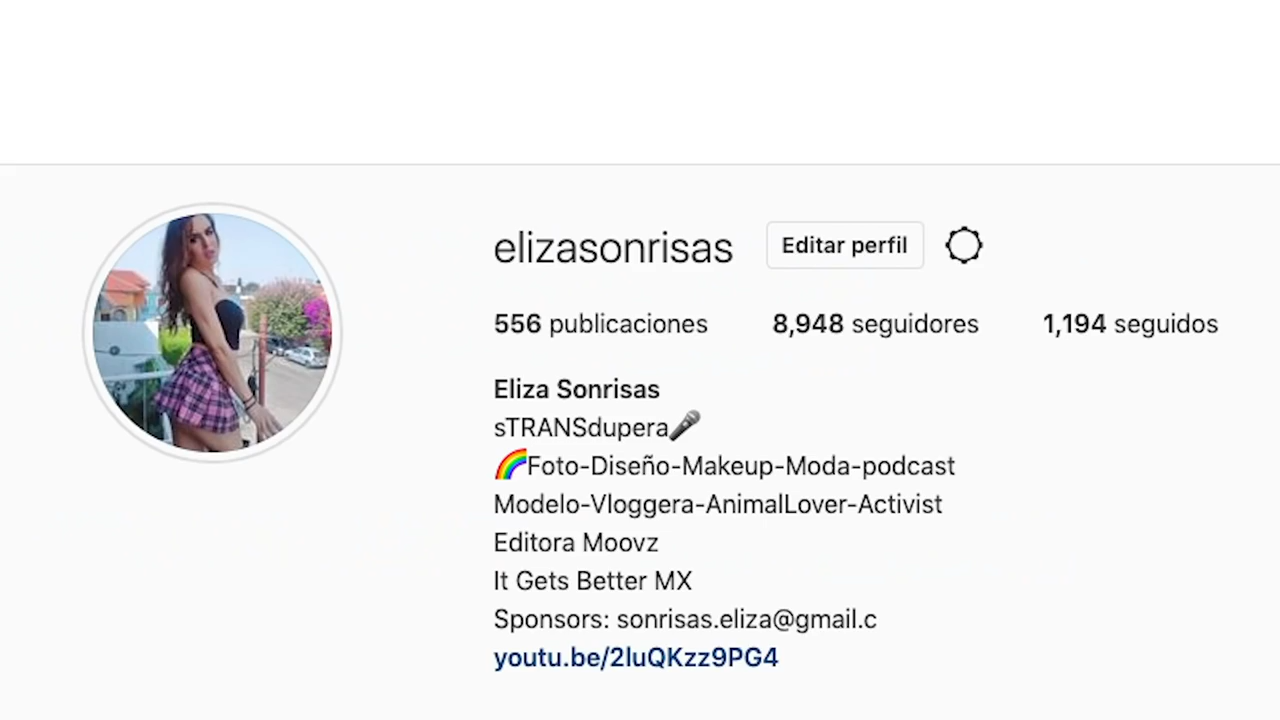 elizasonrisas Editar perfil
556 publicaciones 8,948 seguidores 1,194 seguidos
Eliza Sonrisas
sTRANSdupera🎤
🌈Foto-Diseño-Makeup-Moda-podcast
Modelo-Vloggera-AnimalLover-Activist
Editora Moovz
It Gets Better MX
Sponsors: sonrisas.eliza@gmail.c
youtu.be/2luQKzz9PG4